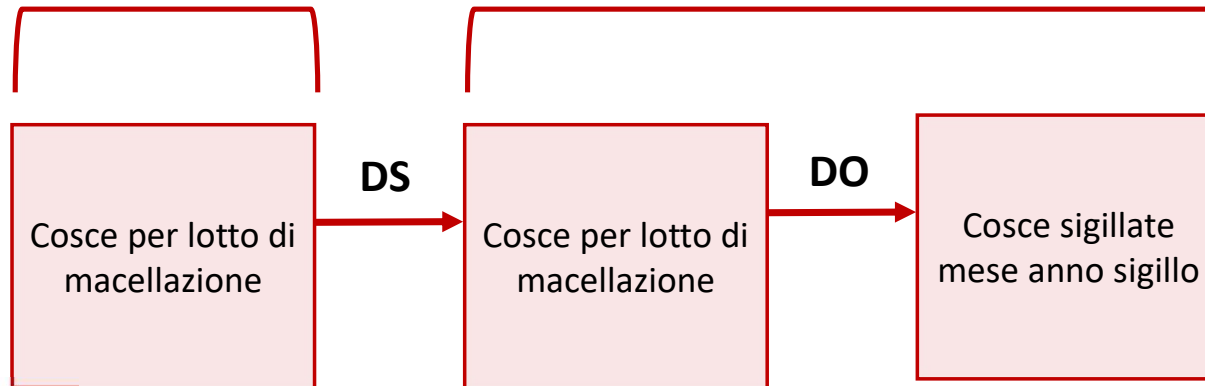 Cosce per lotto di
macellazione
DS
Cosce per lotto di
macellazione
DO
Cosce sigillate
mese anno sigillo